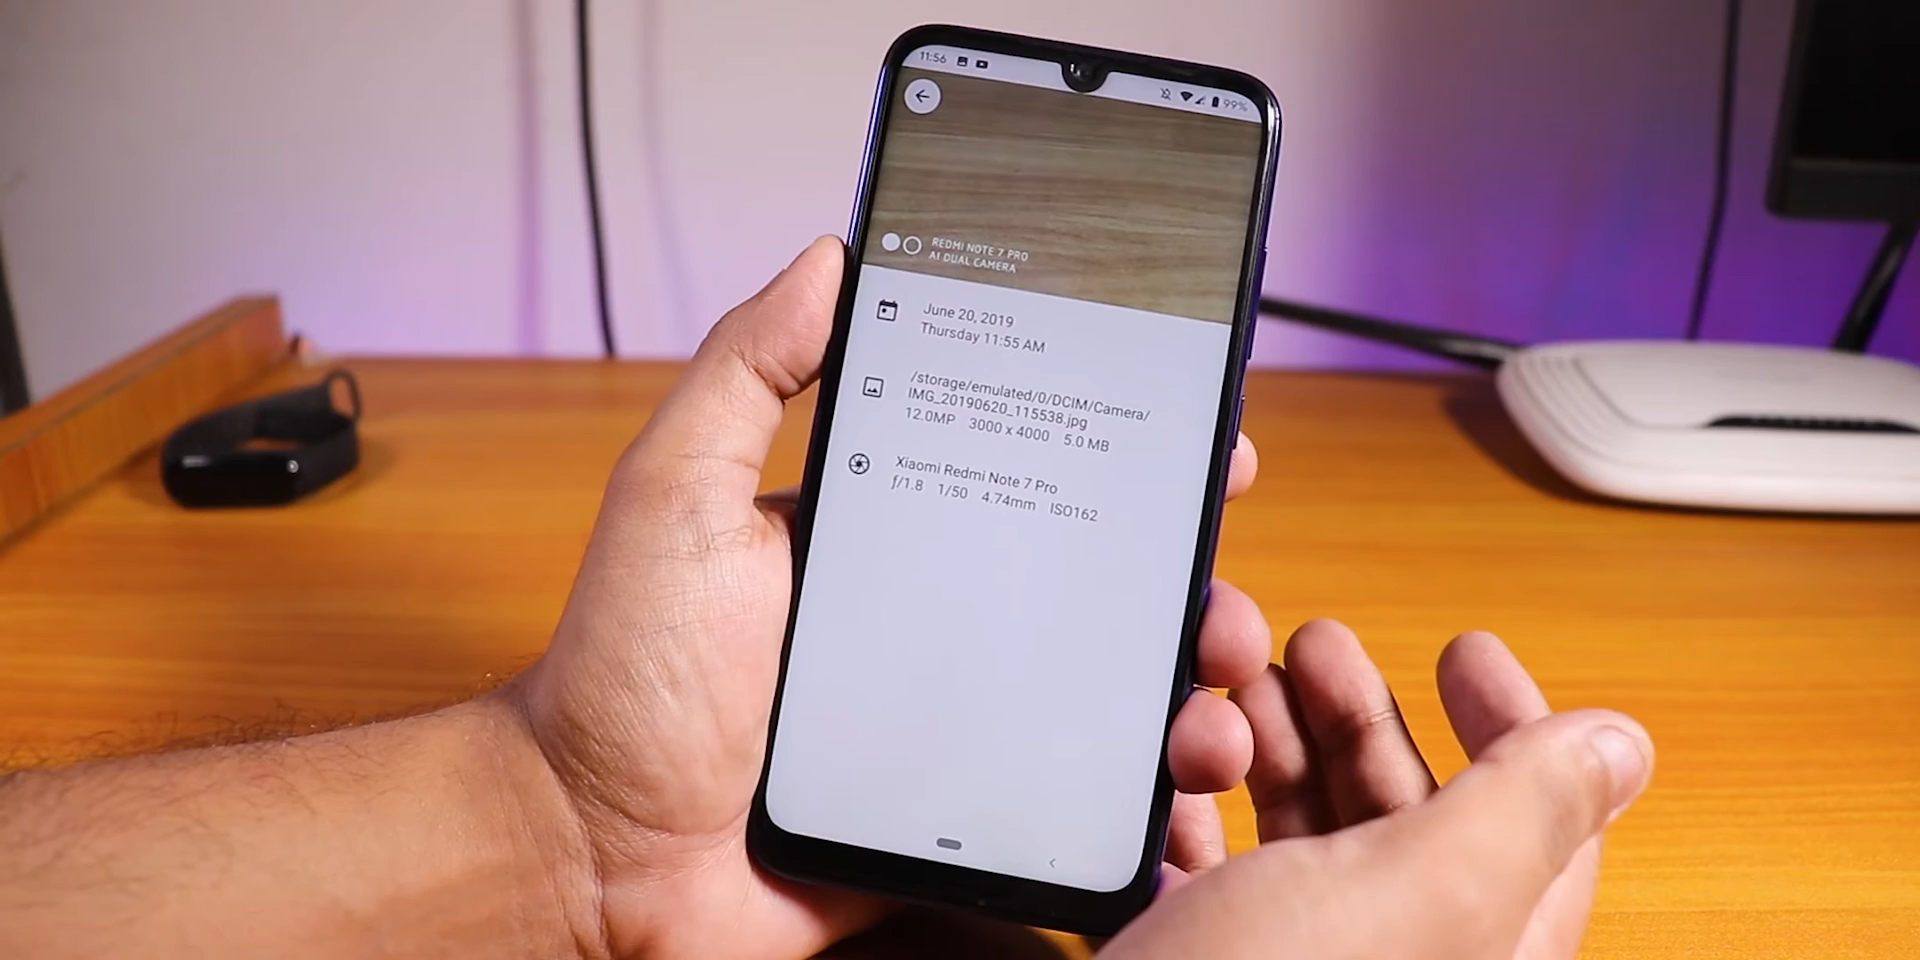 11:56
99%
REDMI NOTE 7 PRO
AI DUAL CAMERA
June 20, 2019
Thursday 11:55 AM
/storage/emulated/0/DCIM/Camera/
IMG_20190620_115538.jpg
12.0MP 3000 x 4000 5.0 MB
Xiaomi Redmi Note 7 Pro
ƒ/1.8 1/50 4.74mm ISO162